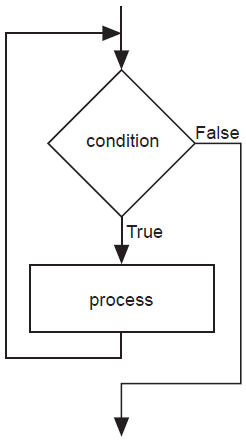 condition
False
True
process